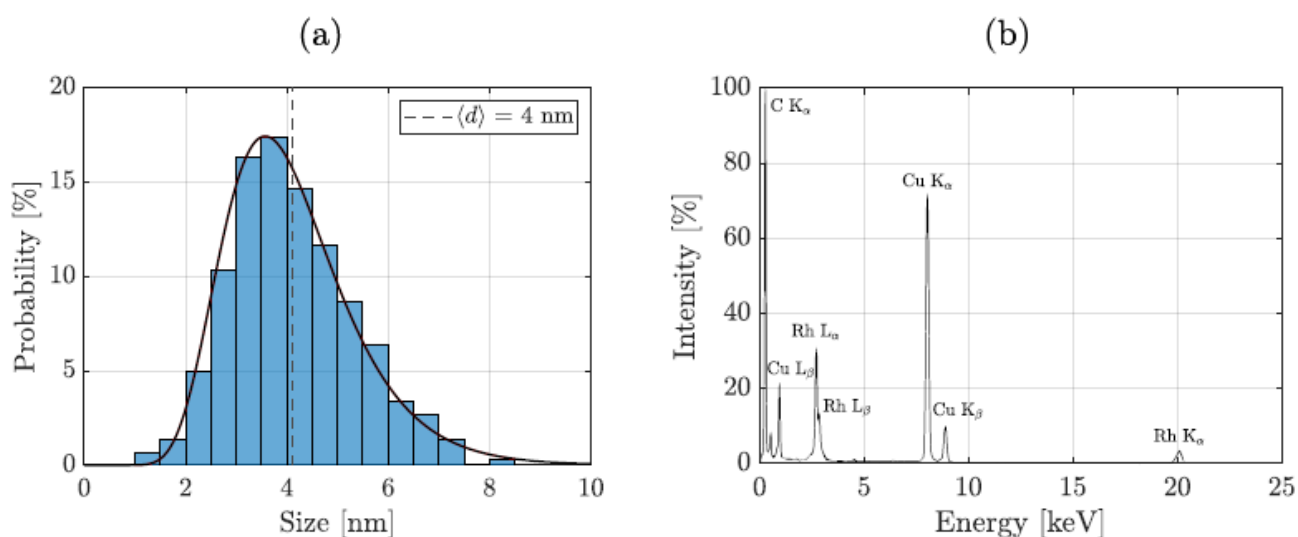 (a)
20
15
10
5
0
0
2
4
6
8
10
Probability [%]
Size [nm]
⟨d⟩ = 4 nm
(b)
100
80
60
40
20
0
0
5
10
15
20
25
Intensity [%]
Energy [keV]
C Kα
Cu Lβ
Rh Lα
Rh Lβ
Cu Kα
Cu Kβ
Rh Kα